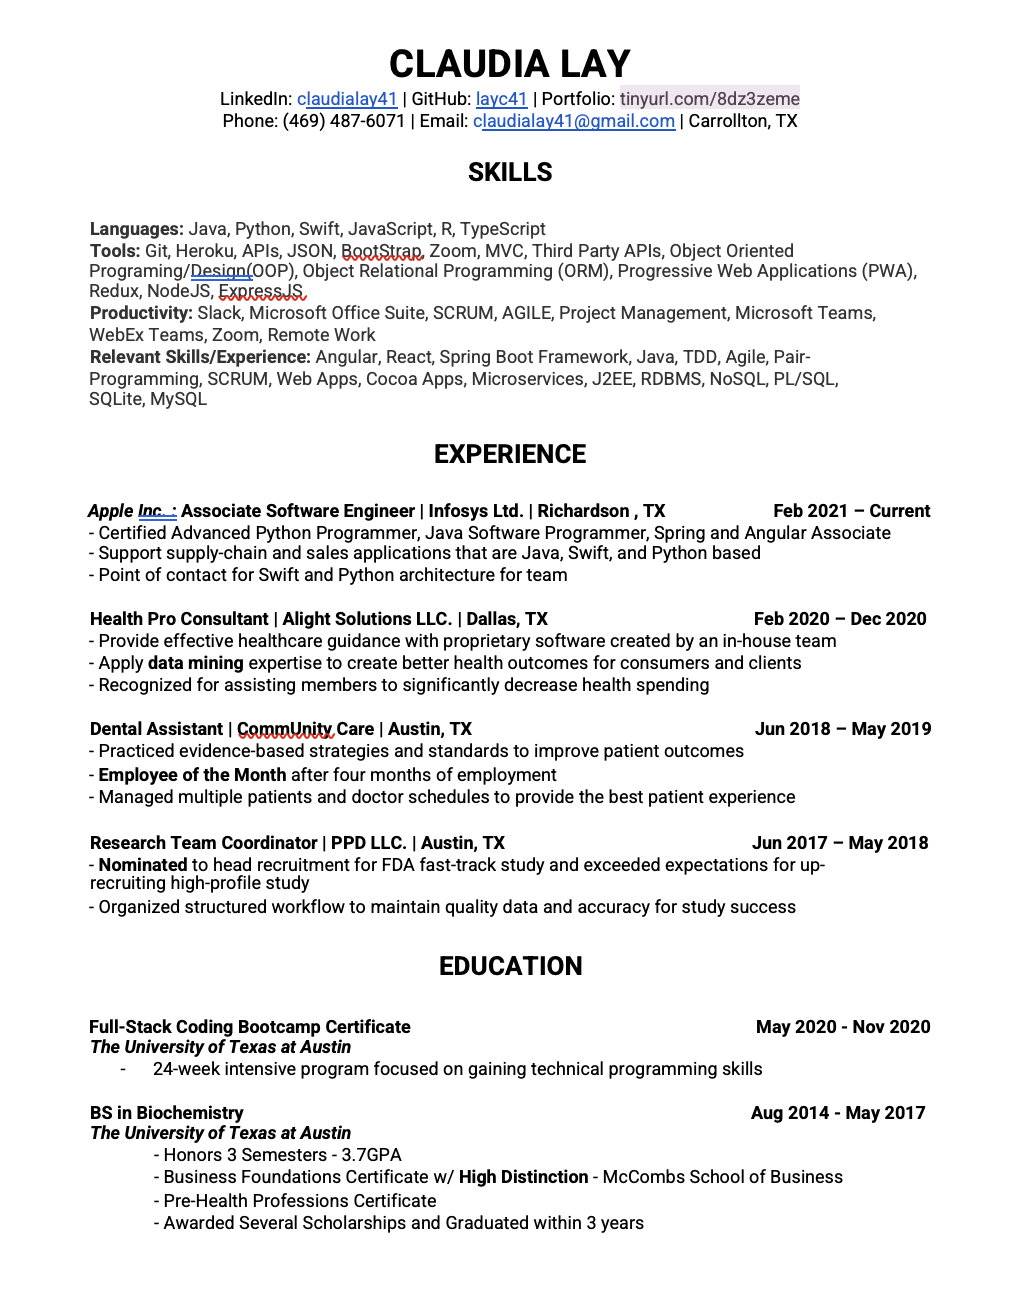 CLAUDIA LAY
LinkedIn: claudialay41 | GitHub: layc41 | Portfolio: tinyurl.com/8dz3zeme
Phone: (469) 487-6071 | Email: claudialay41@gmail.com | Carrollton, TX
SKILLS
Languages: Java, Python, Swift, JavaScript, R, TypeScript
Tools: Git, Heroku, APIs, JSON, BootStrap, Zoom, MVC, Third Party APIs, Object Oriented
Programing/Design(OOP), Object Relational Programming (ORM), Progressive Web Applications (PWA),
Redux, NodeJS, ExpressJS,
Productivity: Slack, Microsoft Office Suite, SCRUM, AGILE, Project Management, Microsoft Teams,
WebEx Teams, Zoom, Remote Work
Relevant Skills/Experience: Angular, React, Spring Boot Framework, Java, TDD, Agile, Pair-
Programming, SCRUM, Web Apps, Cocoa Apps, Microservices, J2EE, RDBMS, NoSQL, PL/SQL,
SQLite, MySQL
EXPERIENCE
Apple Inc. : Associate Software Engineer | Infosys Ltd. | Richardson , TX Feb 2021 – Current
- Certified Advanced Python Programmer, Java Software Programmer, Spring and Angular Associate
- Support supply-chain and sales applications that are Java, Swift, and Python based
- Point of contact for Swift and Python architecture for team
Health Pro Consultant | Alight Solutions LLC. | Dallas, TX Feb 2020 – Dec 2020
- Provide effective healthcare guidance with proprietary software created by an in-house team
- Apply data mining expertise to create better health outcomes for consumers and clients
- Recognized for assisting members to significantly decrease health spending
Dental Assistant | CommUnity Care | Austin, TX Jun 2018 – May 2019
- Practiced evidence-based strategies and standards to improve patient outcomes
- Employee of the Month after four months of employment
- Managed multiple patients and doctor schedules to provide the best patient experience
Research Team Coordinator | PPD LLC. | Austin, TX Jun 2017 – May 2018
- Nominated to head recruitment for FDA fast-track study and exceeded expectations for up-
recruiting high-profile study
- Organized structured workflow to maintain quality data and accuracy for study success
EDUCATION
Full-Stack Coding Bootcamp Certificate May 2020 - Nov 2020
The University of Texas at Austin
- 24-week intensive program focused on gaining technical programming skills
BS in Biochemistry Aug 2014 - May 2017
The University of Texas at Austin
- Honors 3 Semesters - 3.7GPA
- Business Foundations Certificate w/ High Distinction - McCombs School of Business
- Pre-Health Professions Certificate
- Awarded Several Scholarships and Graduated within 3 years